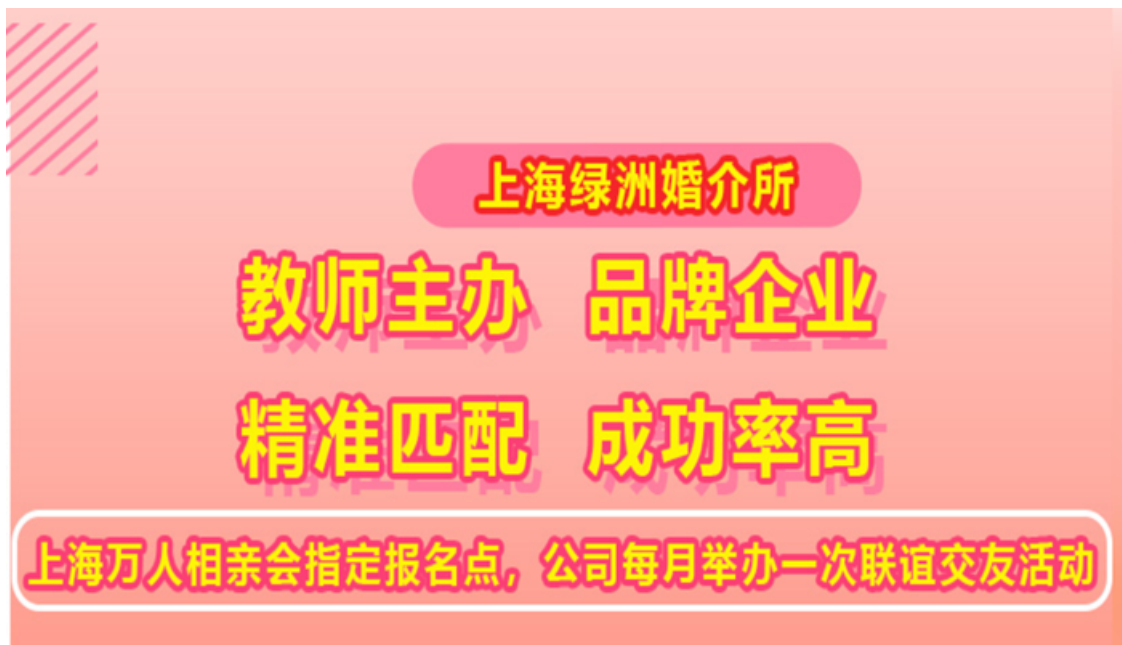 上海绿洲婚介所
教师主办 品牌企业
精准匹配 成功率高
上海万人相亲会指定报名点，公司每月举办一次联谊交友活动